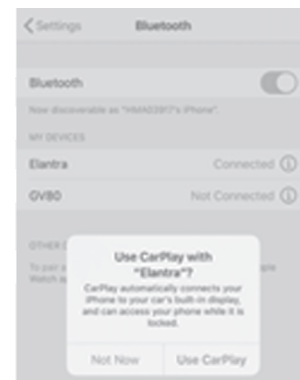 Settings Bluetooth
Bluetooth
Now discoverable as "HMA03917's iPhone".
MY DEVICES
Elantra Connected
GV80 Not Connected
OTHER
To pair
Watch
Use CarPlay with
"Elantra"?
CarPlay automatically connects your
iPhone to your car's built-in display,
and can access your phone while it is
locked.
Not Now Use CarPlay